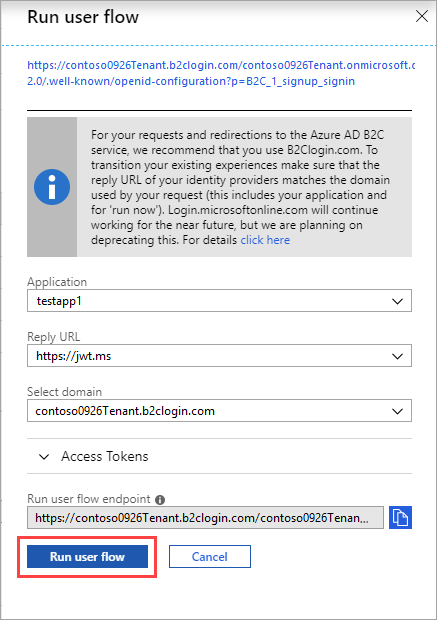 Run user flow
https://contoso0926Tenant.b2clogin.com/contoso0926Tenant.onmicrosoft.c
2.0/.well-known/openid-configuration?p=B2C_1_signup_signin
For your requests and redirections to the Azure AD B2C
service, we recommend that you use B2Clogin.com. To
transition your existing experiences make sure that the
reply URL of your identity providers matches the domain
used by your request (this includes your application and
for 'run now'). Login.microsoftonline.com will continue
working for the near future, but we are planning on
deprecating this. For details click here
Application
testapp1
Reply URL
https://jwt.ms
Select domain
contoso0926Tenant.b2clogin.com
Access Tokens
Run user flow endpoint
https://contoso0926Tenant.b2clogin.com/contoso0926Tenan...
Run user flow
Cancel